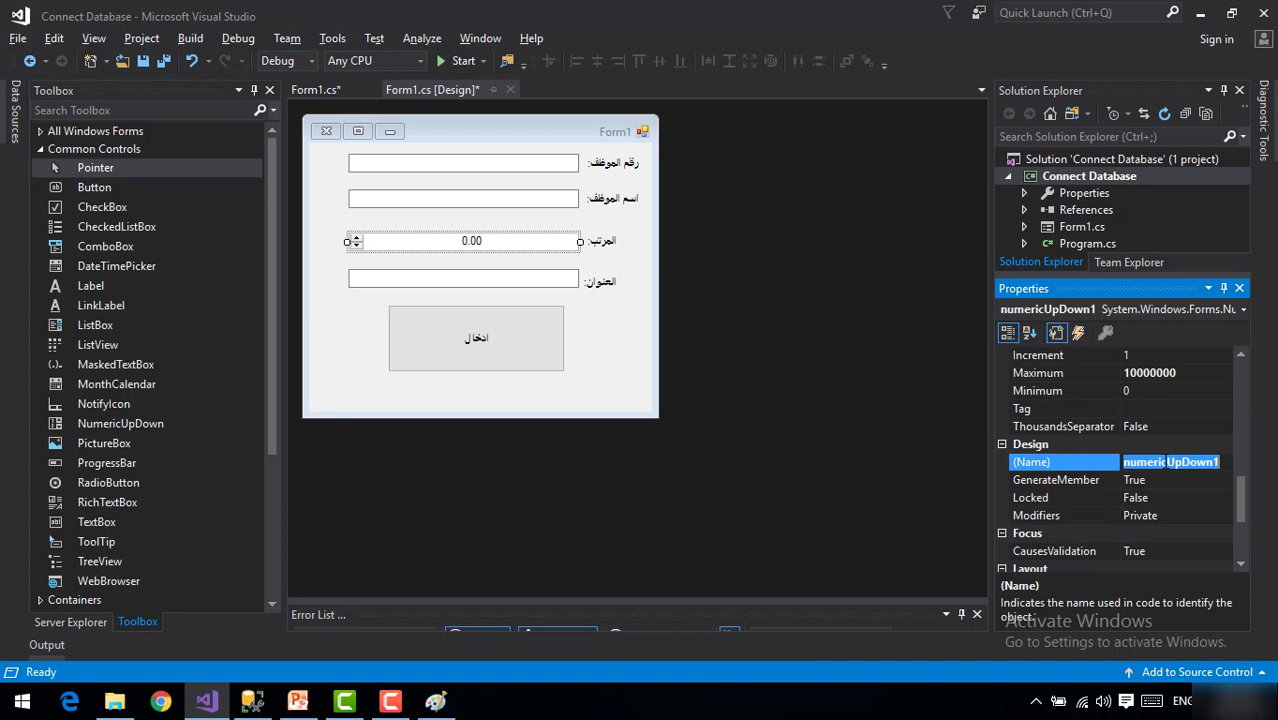 Connect Database - Microsoft Visual Studio
Quick Launch (Ctrl+Q)
File Edit View Project Build Debug Team Tools Test Analyze Window Help
Sign in
Debug Any CPU Start
Data Sources
Toolbox
Search Toolbox
All Windows Forms
Common Controls
Pointer
Button
CheckBox
CheckedListBox
ComboBox
DateTimePicker
Label
LinkLabel
ListBox
ListView
MaskedTextBox
MonthCalendar
NotifyIcon
NumericUpDown
PictureBox
ProgressBar
RadioButton
RichTextBox
TextBox
ToolTip
TreeView
WebBrowser
Containers
Server Explorer Toolbox
Output
Form1.cs* Form1.cs [Design]*
Form1
رقم الموظف:
اسم الموظف:
المرتب:
0.00
العنوان:
ادخال
Error List ...
Solution Explorer
Search Solution Explorer (Ctrl+;)
Solution 'Connect Database' (1 project)
Connect Database
Properties
References
Form1.cs
Program.cs
Solution Explorer Team Explorer
Properties
numericUpDown1 System.Windows.Forms.Nu
Increment 1
Maximum 10000000
Minimum 0
Tag
ThousandsSeparator False
Design
(Name) numericUpDown1
GenerateMember True
Locked False
Modifiers Private
Focus
CausesValidation True
Layout
(Name)
Indicates the name used in code to identify the object.
Activate Windows
Go to Settings to activate Windows.
Diagnostic Tools
Ready
Add to Source Control
ENG